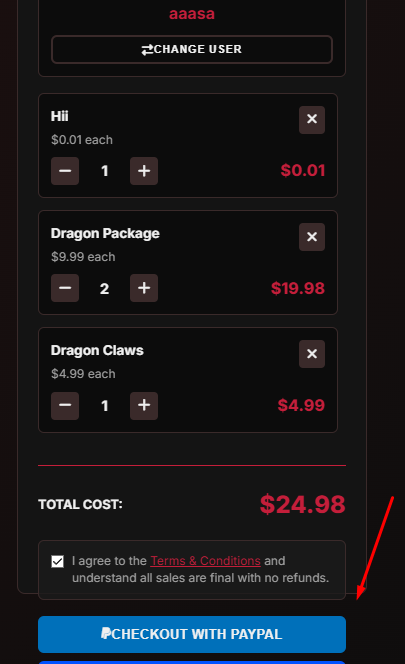 aaasa
CHANGE USER
Hii
$0.01 each
1
$0.01
Dragon Package
$9.99 each
2
$19.98
Dragon Claws
$4.99 each
1
$4.99
TOTAL COST:
$24.98
I agree to the Terms & Conditions and
understand all sales are final with no refunds.
CHECKOUT WITH PAYPAL